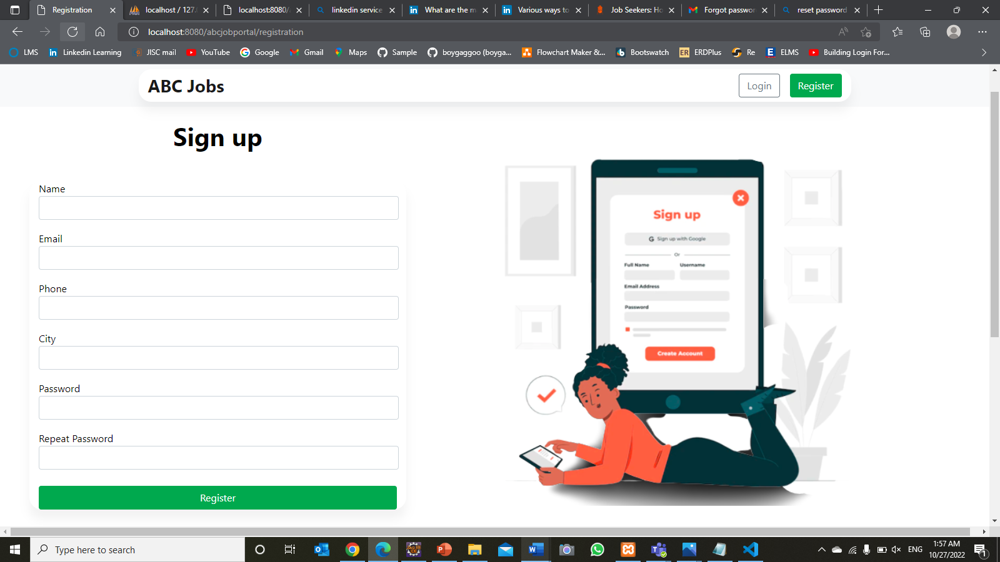 Registration
localhost / 127.
localhost:8080/
linkedin service
What are the m
Various ways to
Job Seekers: Ho
Forgot passwor
reset password
localhost:8080/abcjobportal/registration
LMS
Linkedin Learning
JISC mail
YouTube
Google
Gmail
Maps
Sample
boygaggoo (boyga...
Flowchart Maker &...
Bootswatch
ER ERDPlus
Re
E ELMS
Building Login For...
ABC Jobs
Login
Register
Sign up
Name
Email
Phone
City
Password
Repeat Password
Register
Sign up
G Sign up with Google
Or
Full Name
Username
Email Address
Password
Create Account
Type here to search
ENG
1:57 AM
10/27/2022
1